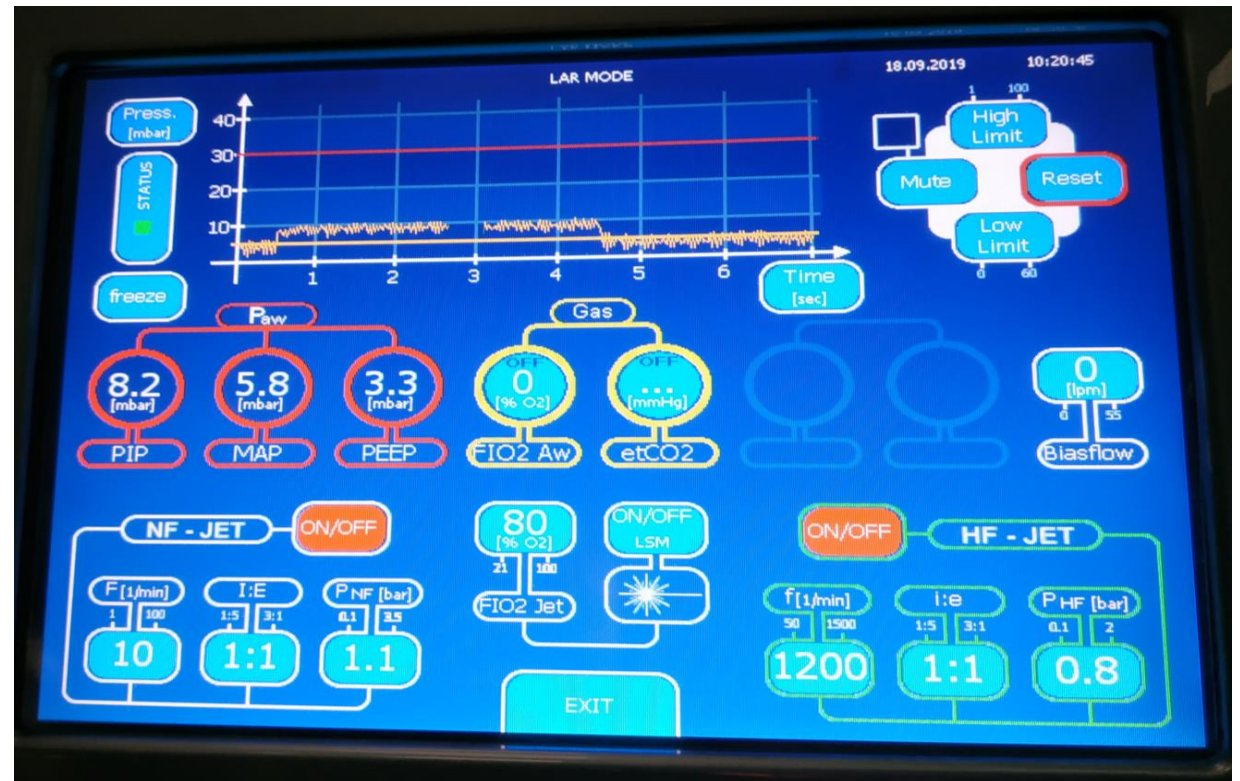 LAR MODE
18.09.2019 10:20:45
Press.
[mbar]
STATUS
freeze
40
30
20
10
1 2 3 4 5 6
Time
[sec]
1 100
High
Limit
Mute
Reset
Low
Limit
0 60
Paw
8.2
[mbar]
PIP
5.8
[mbar]
MAP
3.3
[mbar]
PEEP
Gas
OFF
0
[% O2]
FIO2 Aw
OFF
...
[mmHg]
etCO2
0
[lpm]
0 55
Biasflow
NF - JET
ON/OFF
F[1/min]
1 100
10
I:E
1:5 3:1
1:1
P NF [bar]
0.1 3.5
1.1
80
[% O2]
21 100
FIO2 Jet
ON/OFF
LSM
EXIT
ON/OFF
HF - JET
f[1/min]
50 1500
1200
i:e
1:5 3:1
1:1
P HF [bar]
0.1 2
0.8